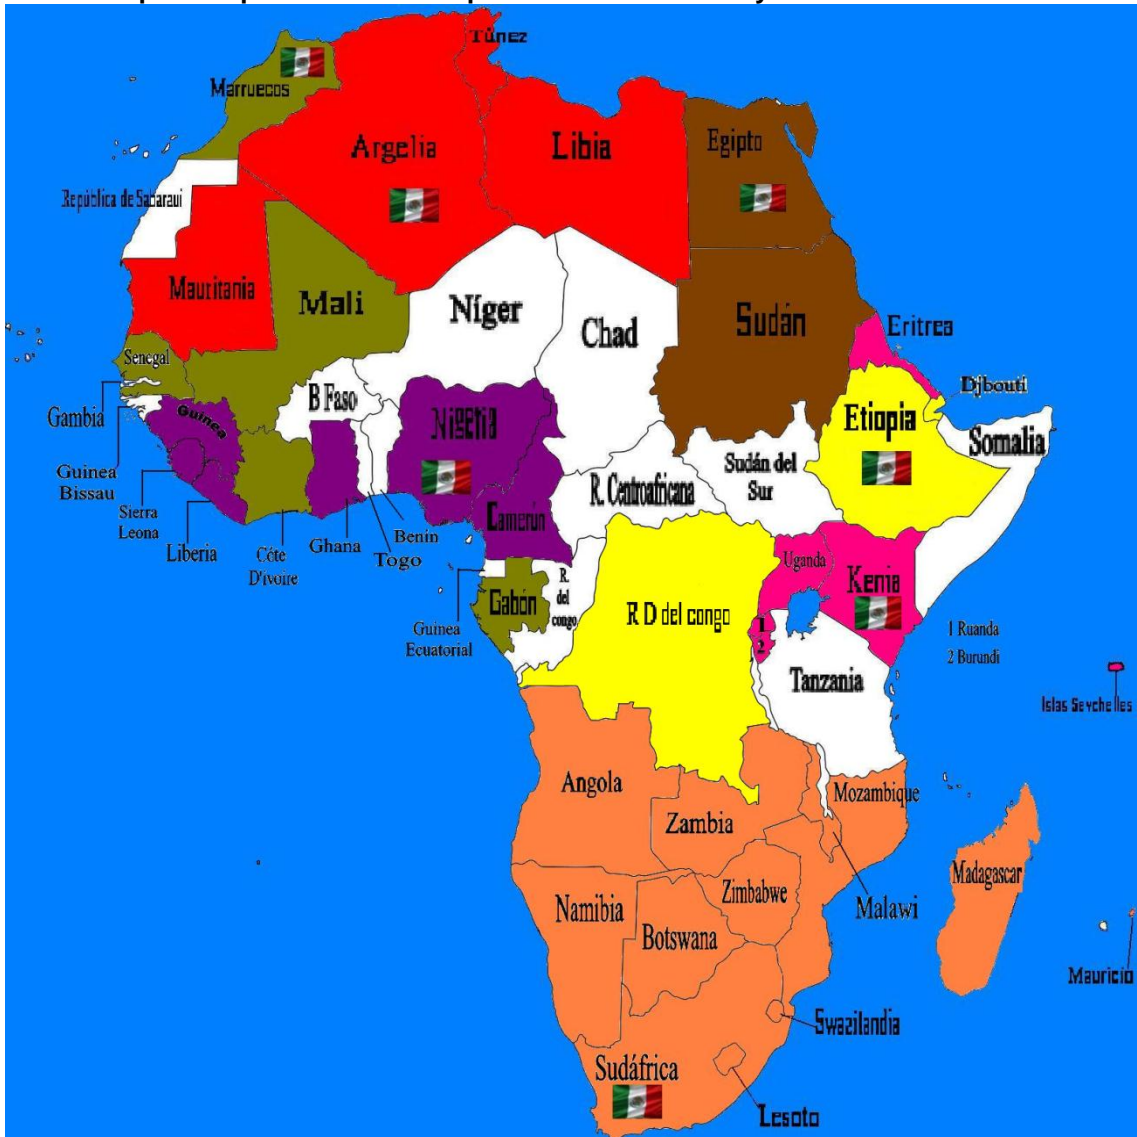 Túnez
Marruecos
Argelia
Libia
Egipto
República de Sabaraui
Mauritania
Mali
Níger
Chad
Sudán
Eritrea
Senegal
Gambia
B Faso
Nigeria
Djbouti
Etiopia
Somalia
Guinea
Guinea
Bissau
Sierra
Leona
Liberia
Côte
D'ivoire
Ghana
Togo
Benin
Camerún
R. Centroafricana
Sudán del
Sur
Uganda
Kenia
Guinea
Ecuatorial
Gabón
R.
del
congo
R D del congo
1
2
1 Ruanda
2 Burundi
Tanzania
Islas Seychelles
Angola
Zambia
Mozambique
Malawi
Madagascar
Namibia
Botswana
Zimbabwe
Mauricio
Swazilandia
Sudáfrica
Lesoto